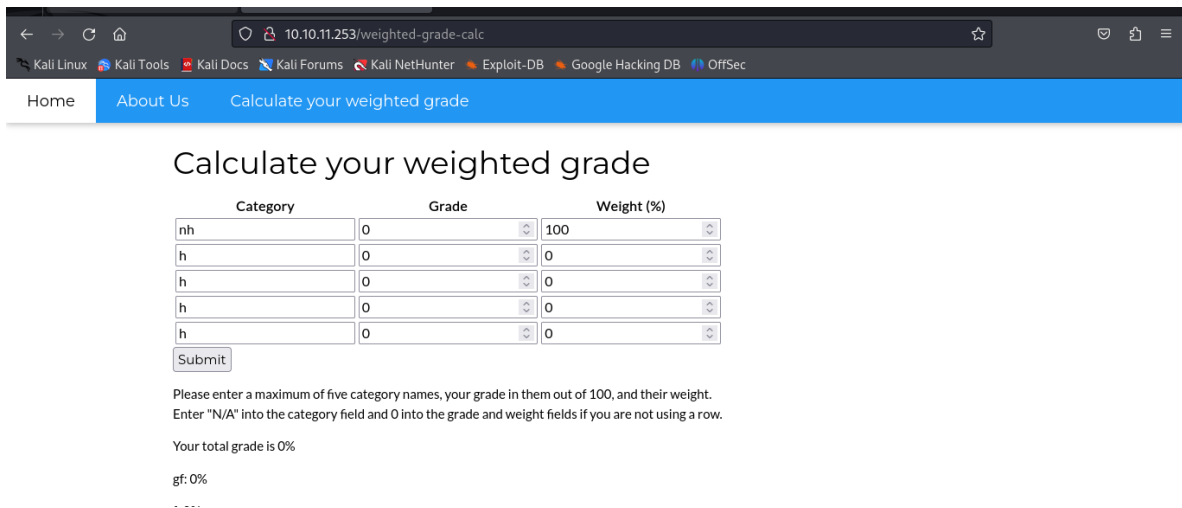 10.10.11.253/weighted-grade-calc
Kali Linux Kali Tools Kali Docs Kali Forums Kali NetHunter Exploit-DB Google Hacking DB OffSec
Home About Us Calculate your weighted grade
Calculate your weighted grade
Category Grade Weight (%)
nh 0 100
h 0 0
h 0 0
h 0 0
h 0 0
Submit
Please enter a maximum of five category names, your grade in them out of 100, and their weight.
Enter "N/A" into the category field and 0 into the grade and weight fields if you are not using a row.
Your total grade is 0%
gf: 0%